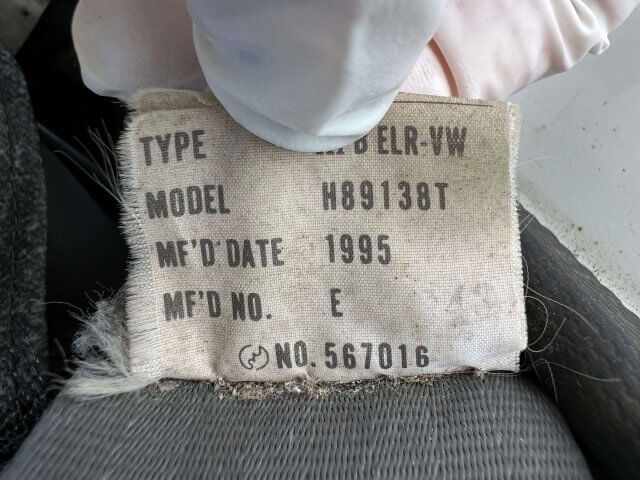 TYPE B ELR-VW
MODEL H89138T
MF'D DATE 1995
MF'D NO. E
NO. 567016